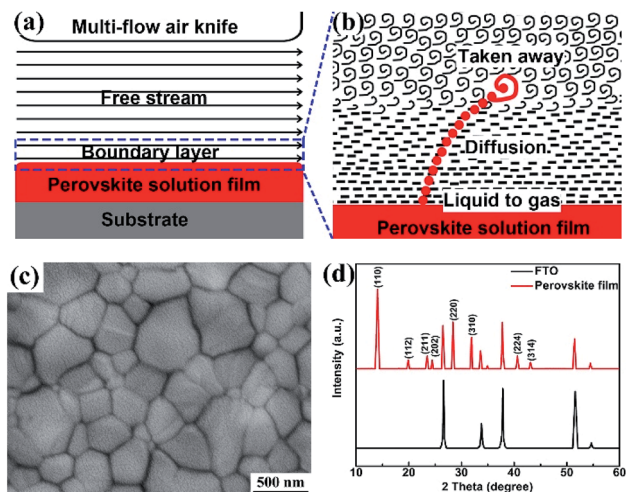 (a)
Multi-flow air knife
Free stream
Boundary layer
Perovskite solution film
Substrate
(b)
Taken away
Diffusion
Liquid to gas
Perovskite solution film
(c)
500 nm
(d)
FTO
Perovskite film
(110)
(112)
(211)
(202)
(220)
(310)
(224)
(314)
Intensity (a.u.)
10 20 30 40 50 60
2 Theta (degree)